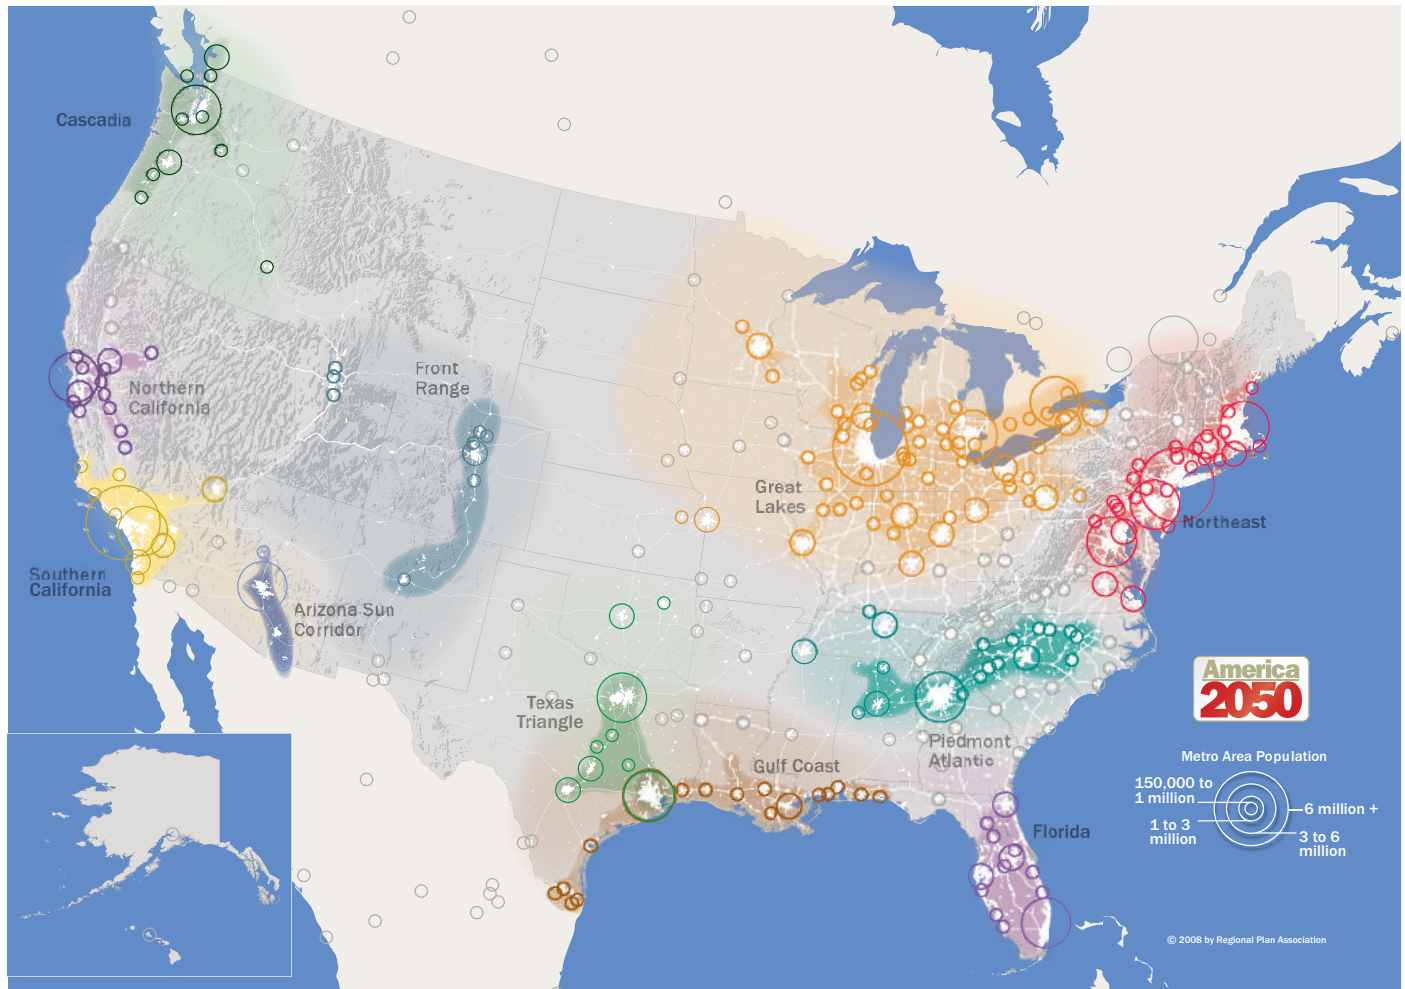 Cascadia
Northern
California
Southern
California
Arizona Sun
Corridor
Front
Range
Great
Lakes
Northeast
Texas
Triangle
Gulf Coast
Piedmont
Atlantic
Florida
America
2050
Metro Area Population
150,000 to
1 million
1 to 3
million
6 million +
3 to 6
million
© 2008 by Regional Plan Association